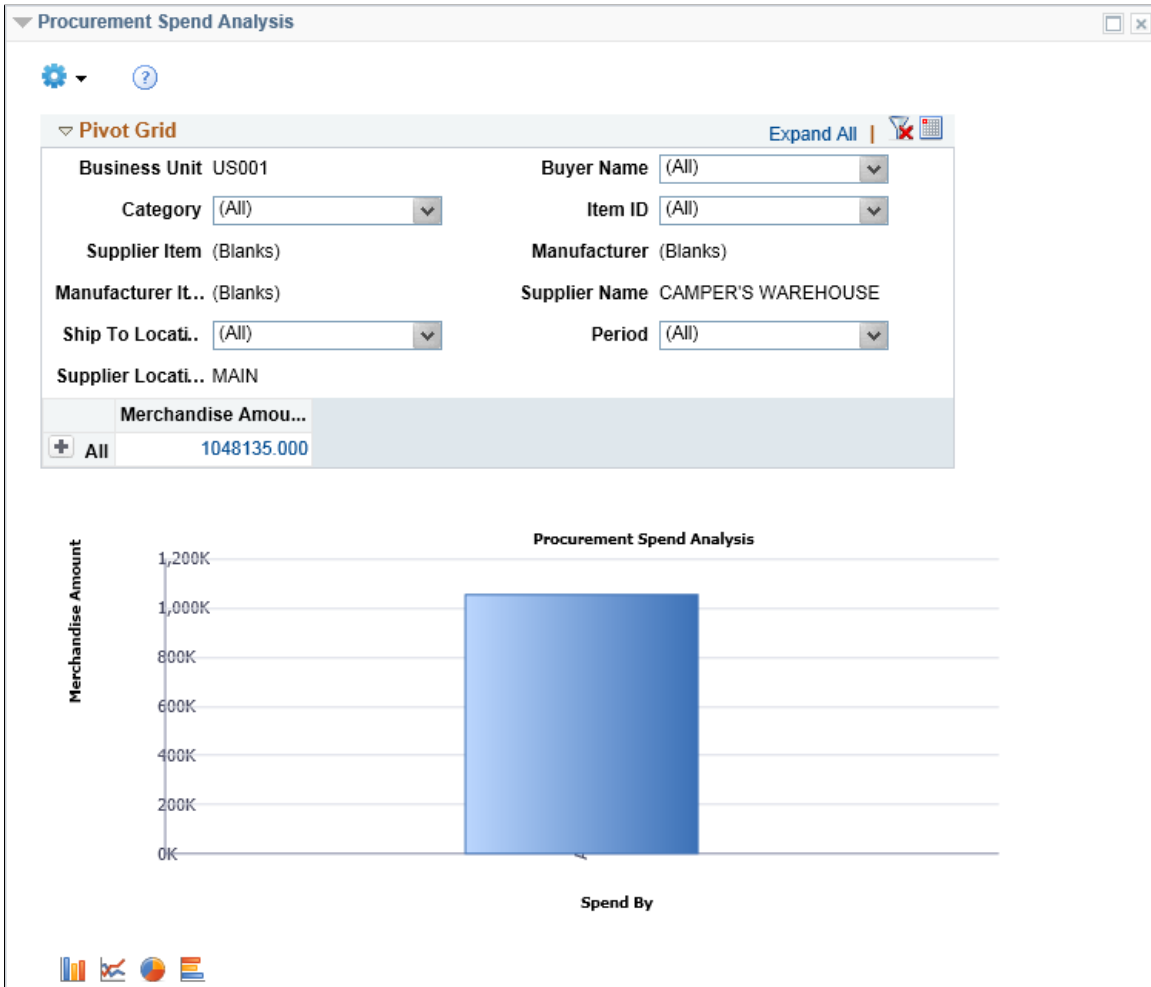 Procurement Spend Analysis
?
Pivot Grid
Expand All |
Business Unit US001 Buyer Name (All)
Category (All) Item ID (All)
Supplier Item (Blanks) Manufacturer (Blanks)
Manufacturer It... (Blanks) Supplier Name CAMPER'S WAREHOUSE
Ship To Locati... (All) Period (All)
Supplier Locati... MAIN
Merchandise Amou...
All 1048135.000
Procurement Spend Analysis
Merchandise Amount
1,200K
1,000K
800K
600K
400K
200K
0K
Spend By